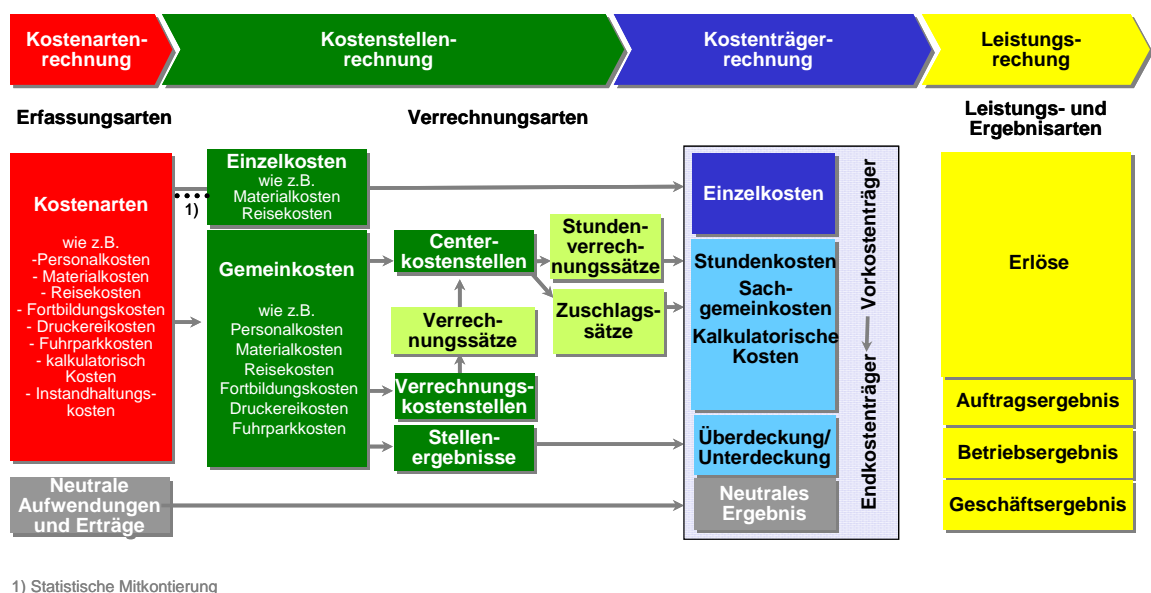 Kostenarten-
rechnung
Kostenstellen-
rechnung
Kostenträger-
rechnung
Leistungs-
rechung
Erfassungsarten
Verrechnungsarten
Leistungs- und
Ergebnisarten
Kostenarten
wie z.B.
-Personalkosten
- Materialkosten
- Reisekosten
- Fortbildungskosten
- Druckereikosten
- Fuhrparkkosten
- kalkulatorisch
Kosten
- Instandhaltungs-
kosten
1)
Einzelkosten
wie z.B.
Materialkosten
Reisekosten
Gemeinkosten
wie z.B.
Personalkosten
Materialkosten
Reisekosten
Fortbildungskosten
Druckereikosten
Fuhrparkkosten
Center-
kostenstellen
Verrech-
nungssätze
Verrechnungs-
kostenstellen
Stellen-
ergebnisse
Stunden-
verrech-
nungssätze
Zuschlags-
sätze
Einzelkosten
Stundenkosten
Sach-
gemeinkosten
Kalkulatorische
Kosten
Überdeckung/
Unterdeckung
Neutrales
Ergebnis
Vorkostenträger
Endkostenträger
Erlöse
Auftragsergebnis
Betriebsergebnis
Geschäftsergebnis
Neutrale
Aufwendungen
und Erträge
1) Statistische Mitkontierung